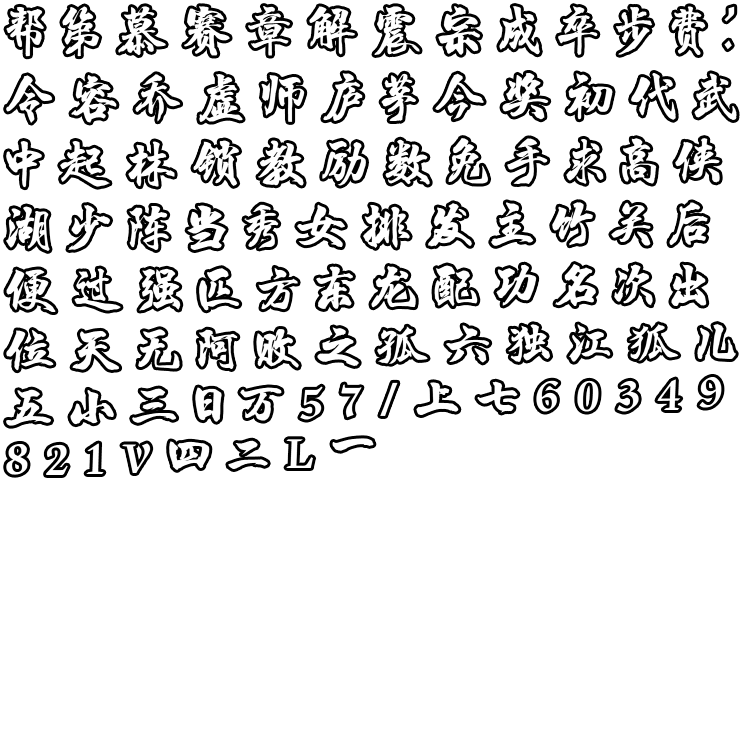 帮第慕赛章解震宗成卒步费：
令容乔虚师庐茅今奖初代武
中起林锁教励数免手求高侠
湖少阵当秀女排发主竹关后
便过强匹方东龙配功名次出
位天无阿败之孤六独江狐儿
五小三日万57/上七60349
821V四二L一